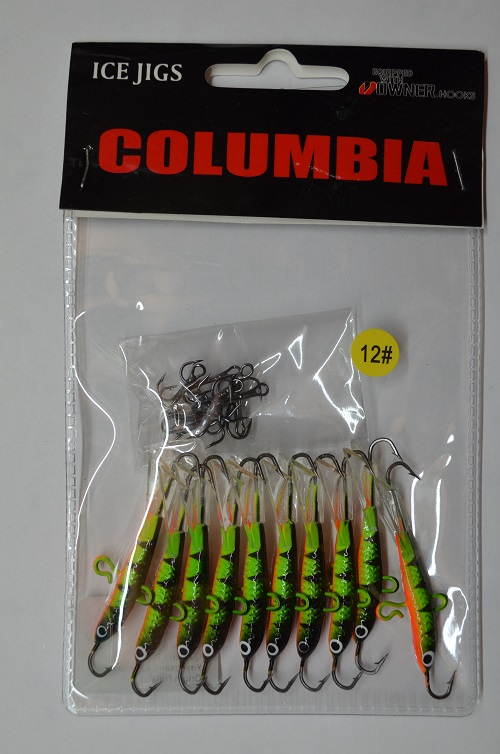 ICE JIGS
EQUIPPED
WITH
OWNER HOOKS
COLUMBIA
12#